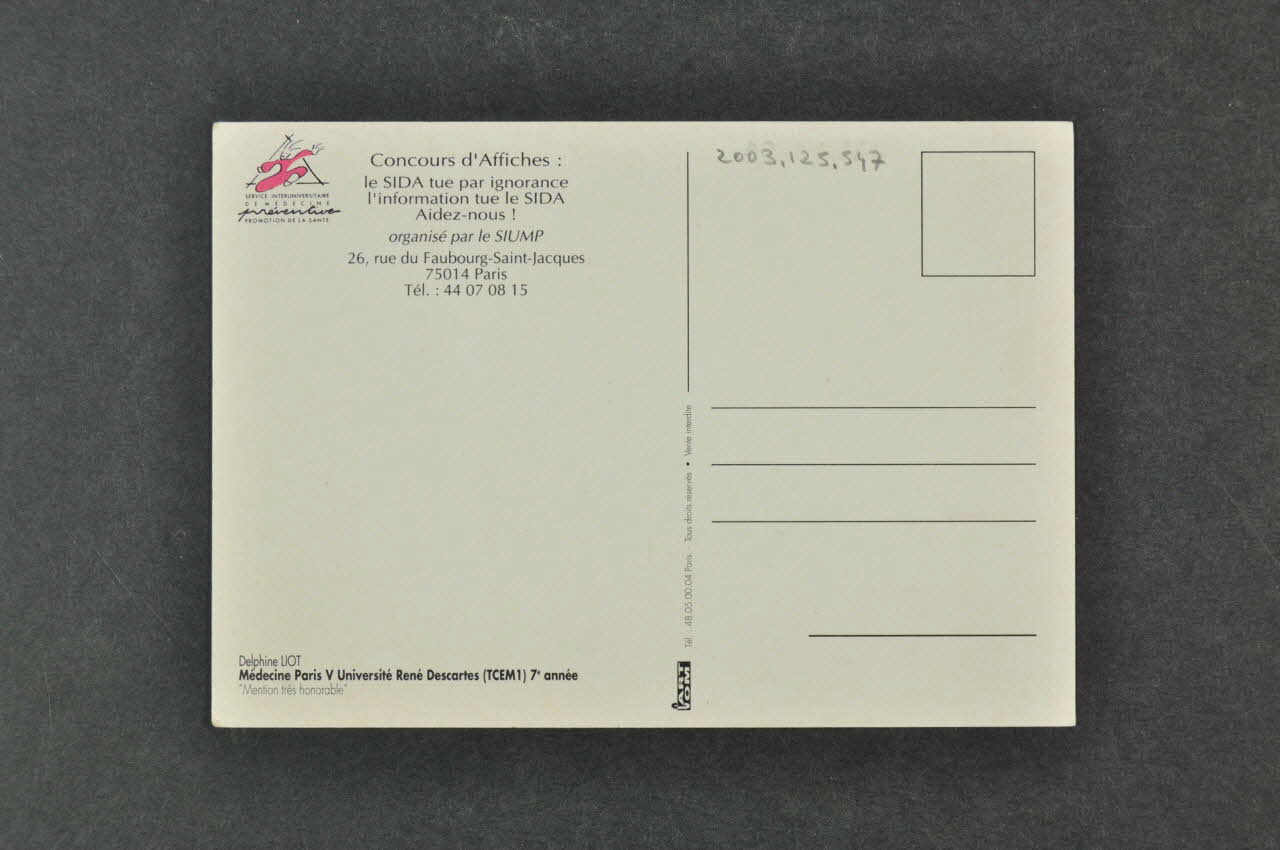 SERVICE INTERUNIVERSITAIRE
DE MÉDECINE
préventive
PROMOTION DE LA SANTÉ
Concours d'Affiches :
le SIDA tue par ignorance
l'information tue le SIDA
Aidez-nous !
organisé par le SIUMP
26, rue du Faubourg-Saint-Jacques
75014 Paris
Tél. : 44 07 08 15
Delphine LIOT
Médecine Paris V Université René Descartes (TCEM1) 7e année
"Mention trés honorable"
Tél. : 48.05.00.04 Paris Tous droits réservés • Vente interdite
2003.125.547